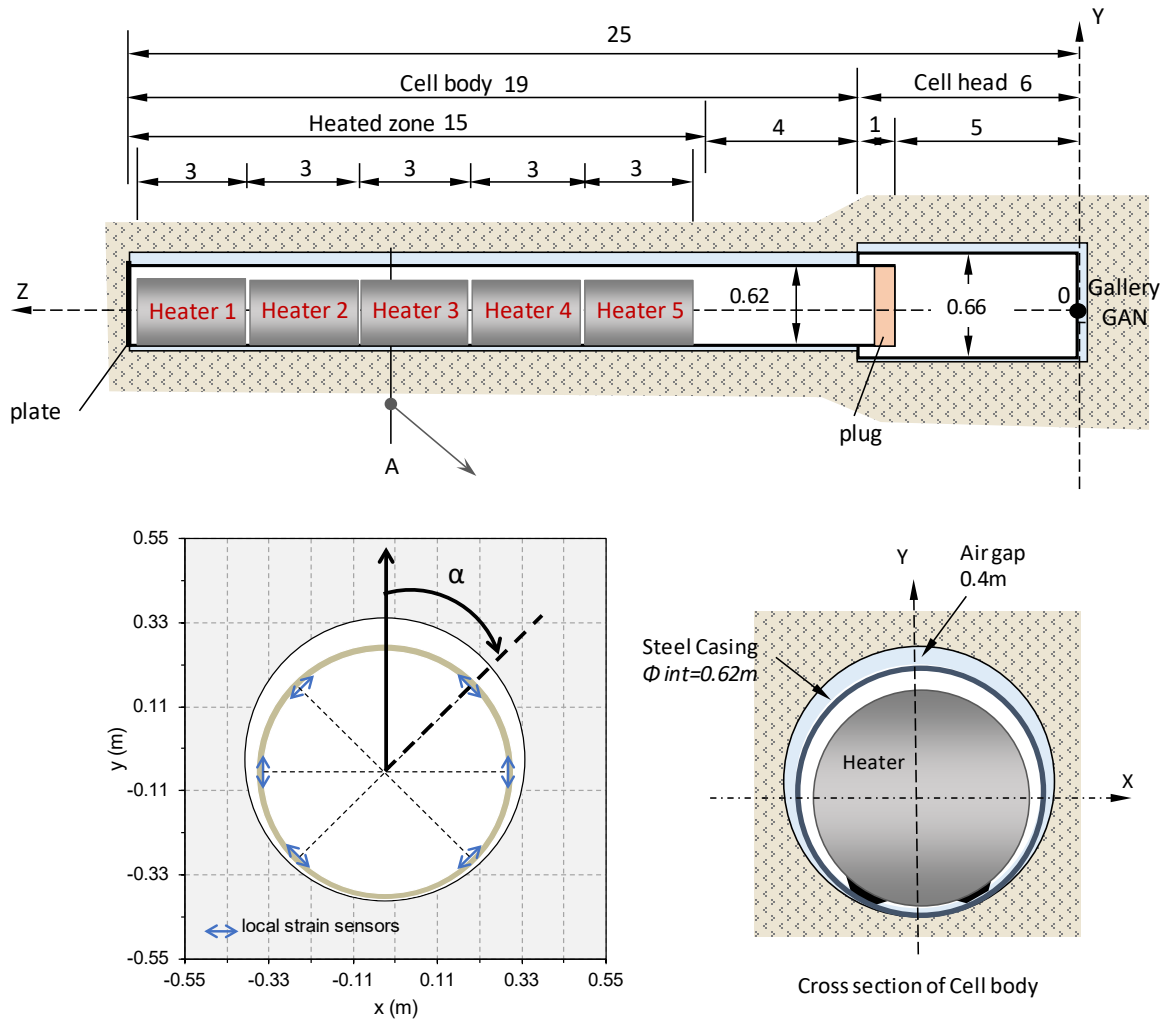 25
Y
Cell body 19
Cell head 6
Heated zone 15
4
1
5
3
3
3
3
3
Z
Heater 1
Heater 2
Heater 3
Heater 4
Heater 5
0.62
0.66
0
Gallery
GAN
plate
plug
A
0.55
0.33
0.11
-0.11
-0.33
-0.55
y (m)
α
local strain sensors
-0.55
-0.33
-0.11
0.11
0.33
0.55
x (m)
Y
Air gap
0.4m
Steel Casing
Φ int=0.62m
Heater
X
Cross section of Cell body